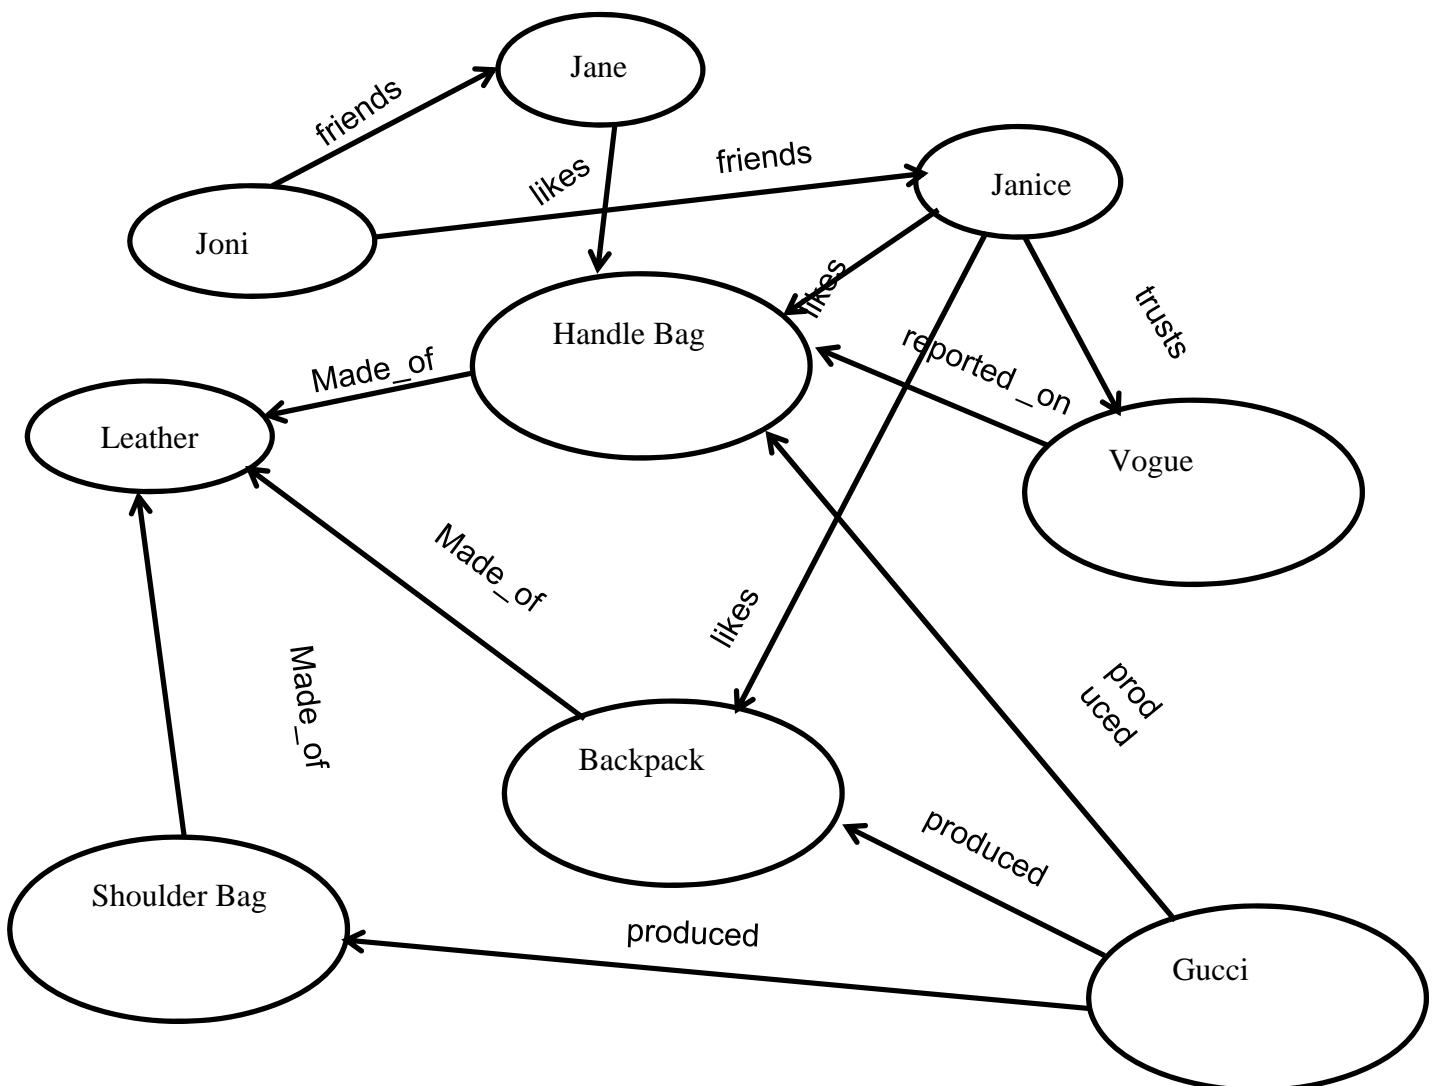 Jane
friends
friends
likes
Janice
Joni
likes
trusts
Handle Bag
reported _on
Made_of
Leather
Vogue
Made_of
likes
Made_of
prod
uced
Backpack
produced
Shoulder Bag
produced
Gucci